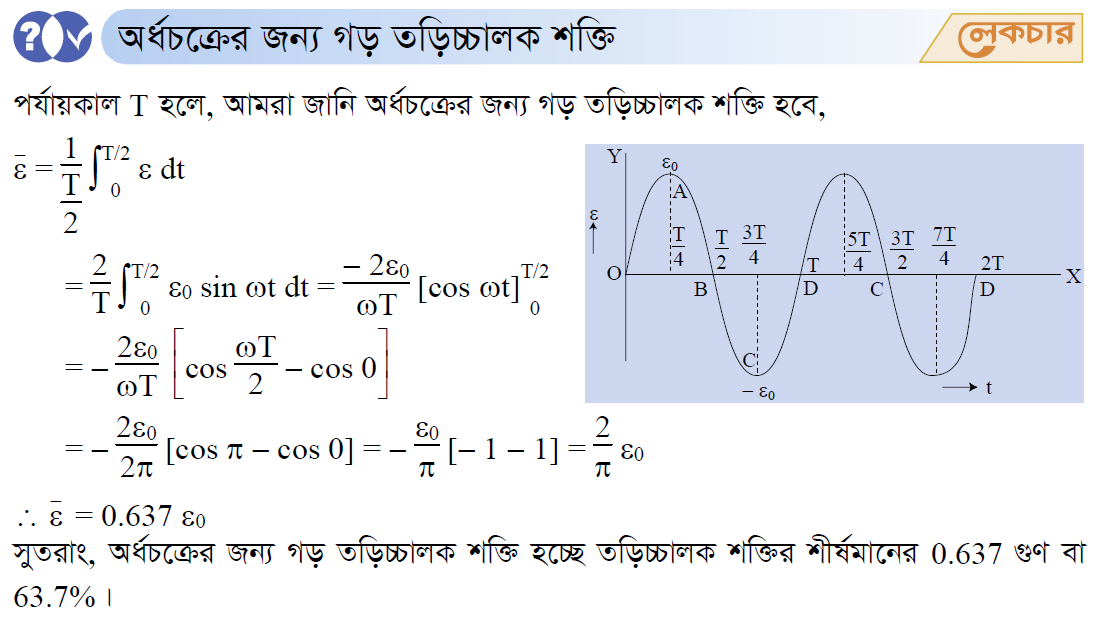 ?
অর্ধচক্রের জন্য গড় তড়িচ্চালক শক্তি
লেকচার
পর্যায়কাল T হলে, আমরা জানি অর্ধচক্রের জন্য গড় তড়িচ্চালক শক্তি হবে,
ε̄ = 1/(T/2) ∫₀^{T/2} ε dt
= 2/T ∫₀^{T/2} ε₀ sin ωt dt = – 2ε₀/ωT [cos ωt]₀^{T/2}
= – 2ε₀/ωT [cos ωT/2 – cos 0]
= – 2ε₀/2π [cos π – cos 0] = – ε₀/π [– 1 – 1] = 2/π ε₀
∴ ε̄ = 0.637 ε₀
সুতরাং, অর্ধচক্রের জন্য গড় তড়িচ্চালক শক্তি হচ্ছে তড়িচ্চালক শক্তির শীর্ষমানের 0.637 গুণ বা
63.7%।
Y
ε₀
A
ε
T/4
T/2
3T/4
5T/4
3T/2
7T/4
O
T
2T
X
B
D
C
D
C
– ε₀
t